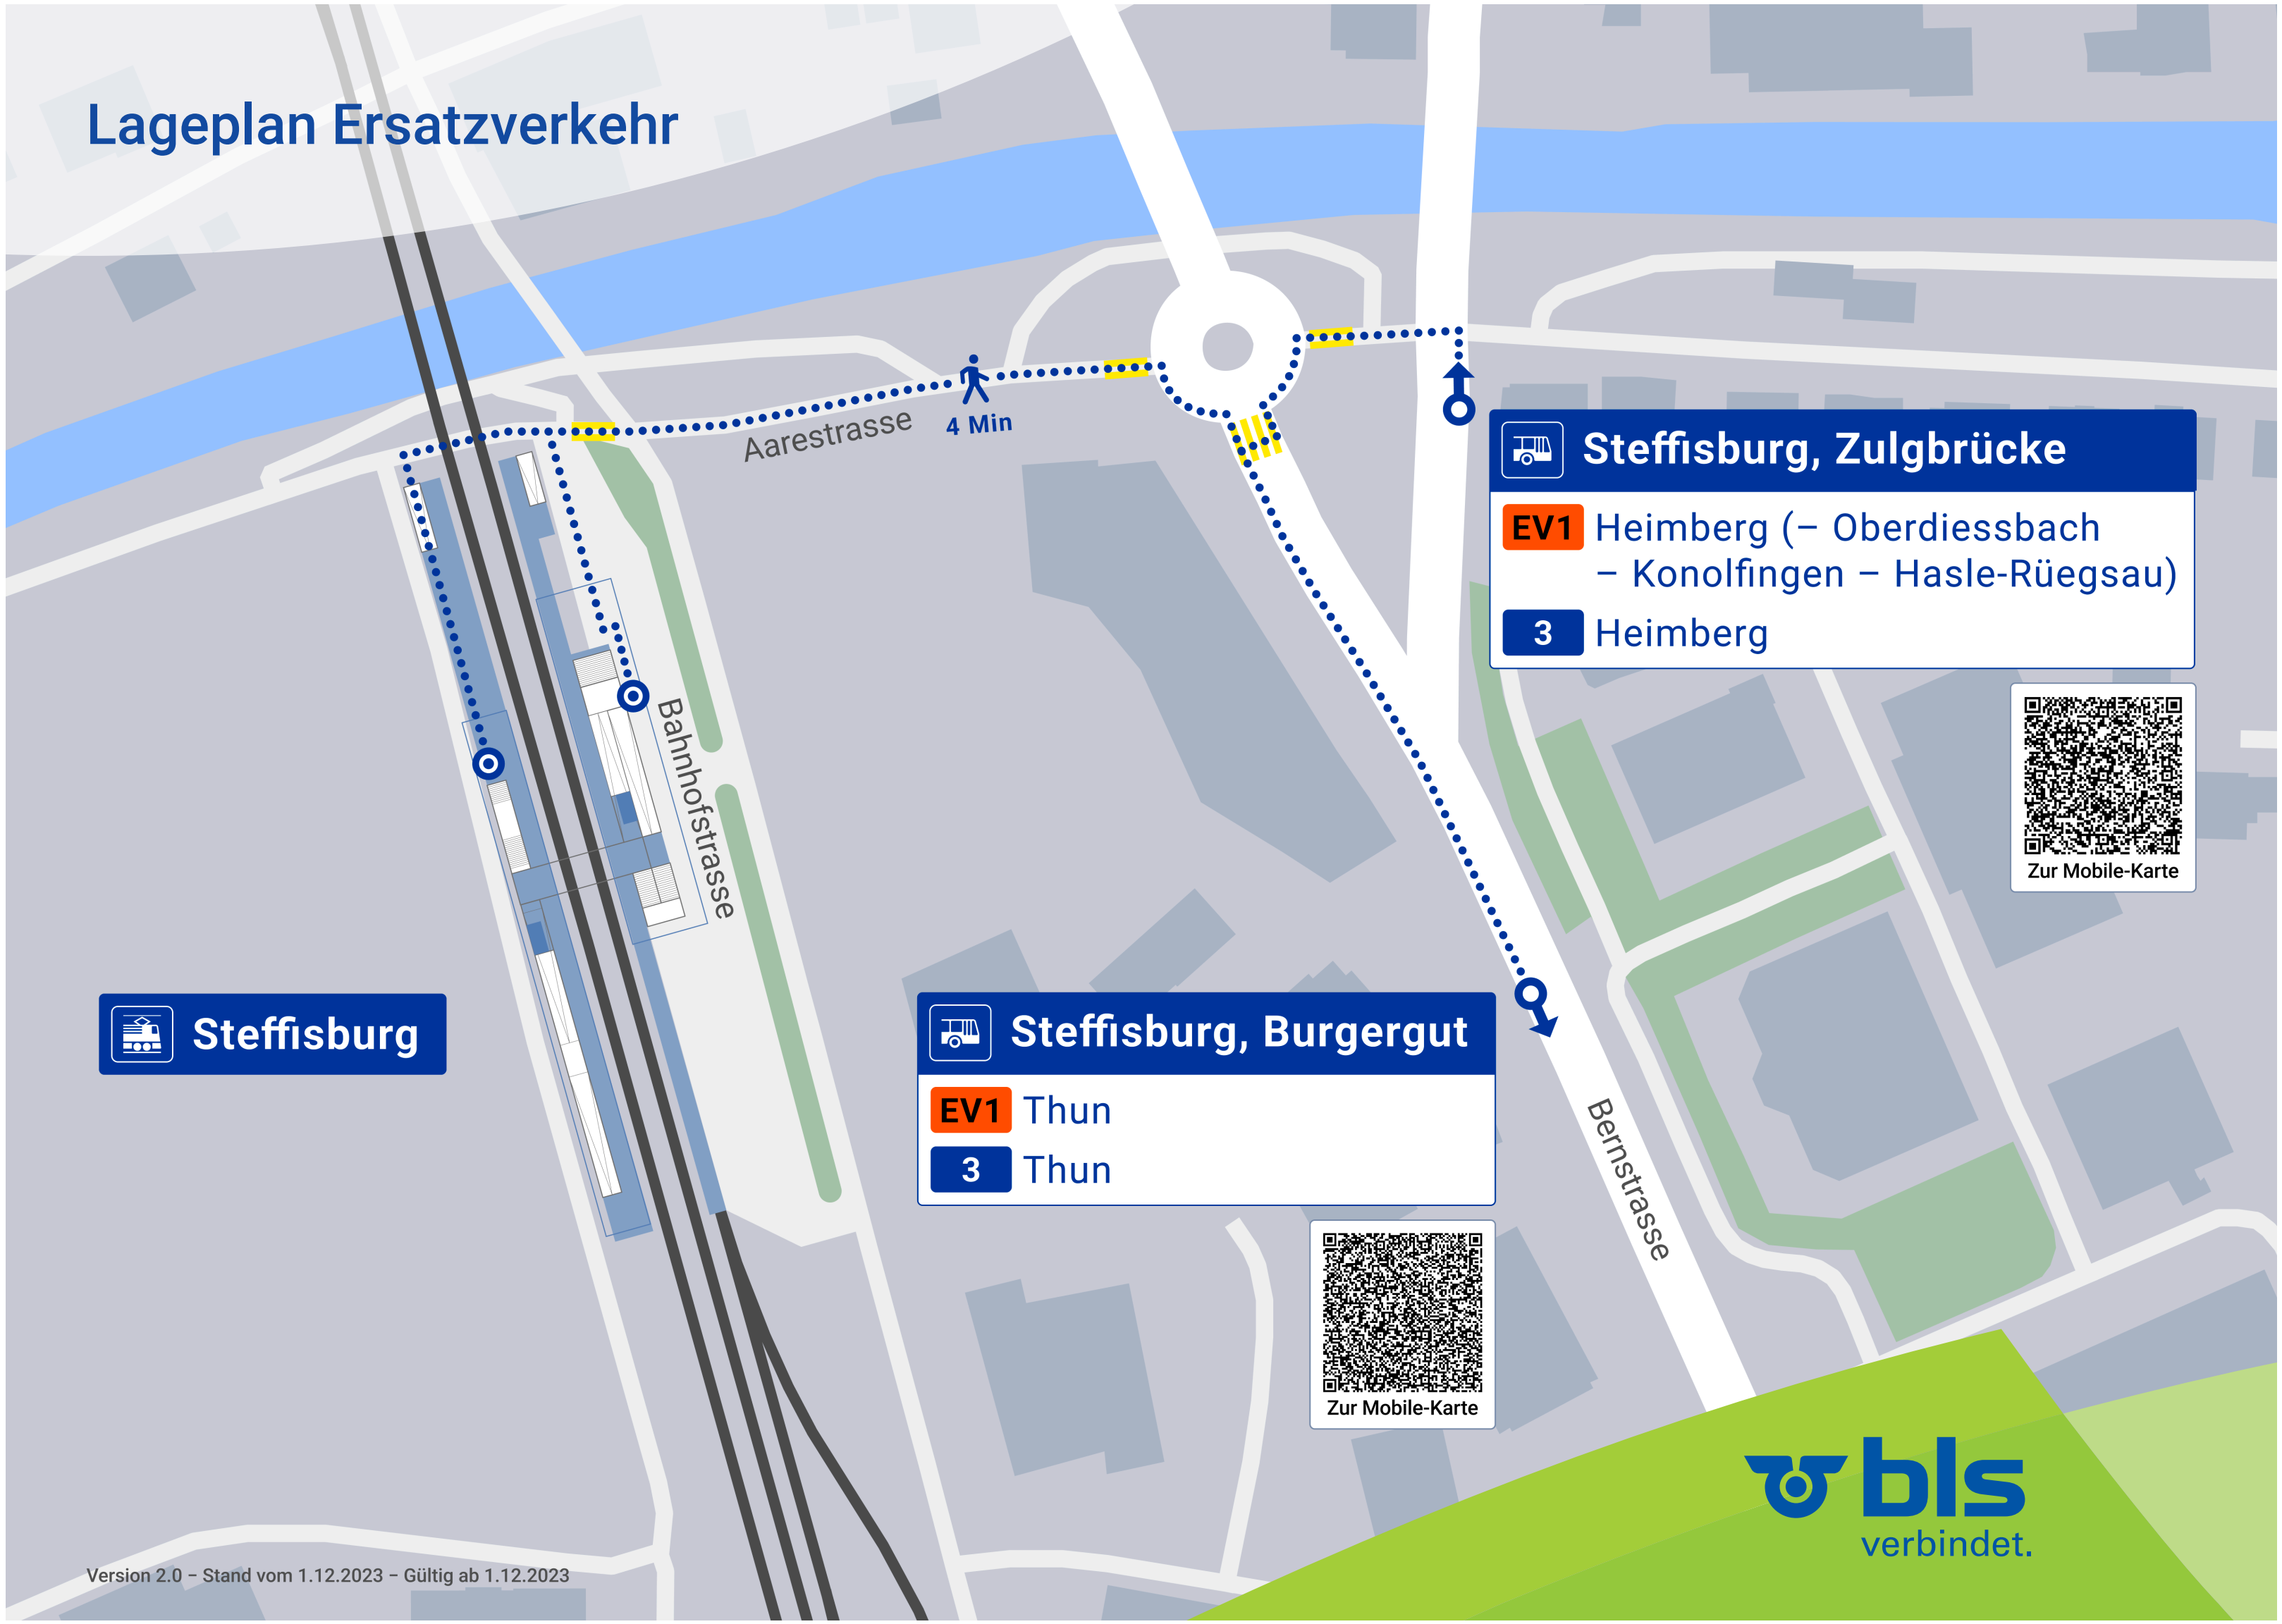 Lageplan Ersatzverkehr
Aarestrasse
4 Min
Steffisburg, Zulgbrücke
EV1 Heimberg (– Oberdiessbach
– Konolfingen – Hasle-Rüegsau)
3 Heimberg
Zur Mobile-Karte
Bahnhofstrasse
Steffisburg
Steffisburg, Burgergut
EV1 Thun
3 Thun
Zur Mobile-Karte
Bernstrasse
bls
verbindet.
Version 2.0 – Stand vom 1.12.2023 – Gültig ab 1.12.2023